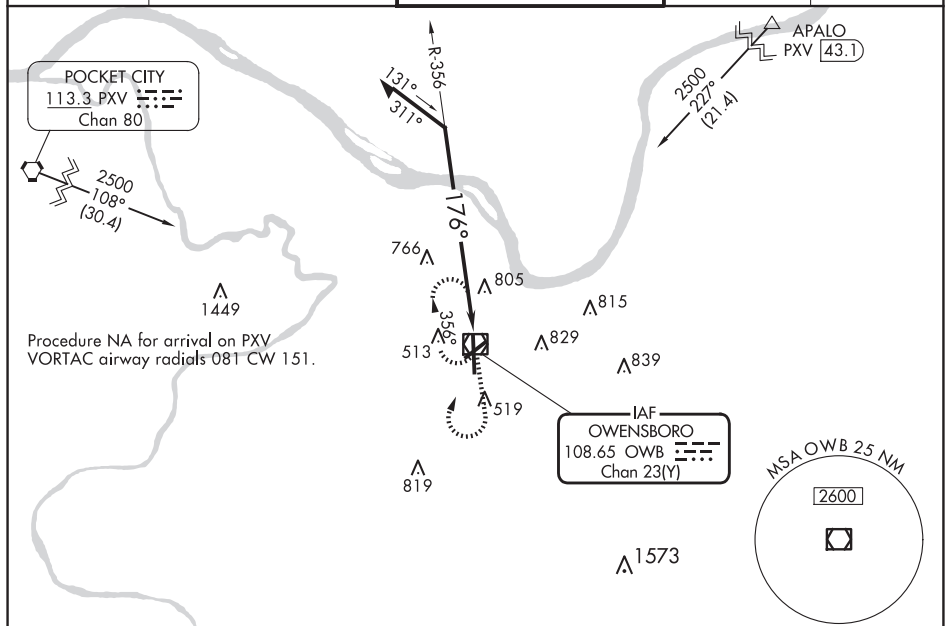 POCKET CITY
113.3 PXV
Chan 80
2500
108°
(30.4)
R-356
131°
311°
APALO
PXV 43.1
2500
227°
(21.4)
176°
766
805
815
1449
356°
513
829
839
Procedure NA for arrival on PXV
VORTAC airway radials 081 CW 151.
519
IAF
OWENSBORO
108.65 OWB
Chan 23(Y)
819
MSA OWB 25 NM
2600
1573